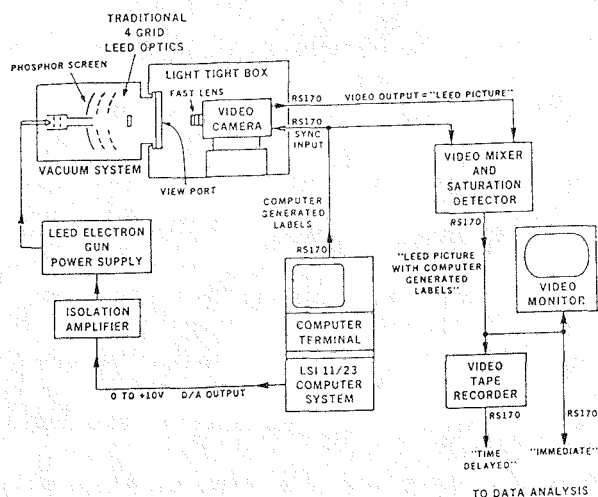 TRADITIONAL
4 GRID
LEED OPTICS
PHOSPHOR SCREEN
LIGHT TIGHT BOX
FAST LENS
VIDEO
CAMERA
RS170
VIDEO OUTPUT = "LEED PICTURE"
RS170
SYNC
INPUT
VACUUM SYSTEM
VIEW PORT
VIDEO MIXER
AND
SATURATION
DETECTOR
RS170
COMPUTER
GENERATED
LABELS
RS170
LEED ELECTRON
GUN
POWER SUPPLY
"LEED PICTURE
WITH COMPUTER
GENERATED
LABELS"
VIDEO
MONITOR
ISOLATION
AMPLIFIER
COMPUTER
TERMINAL
LSI 11/23
COMPUTER
SYSTEM
0 TO +10V D/A OUTPUT
VIDEO
TAPE
RECORDER
RS170
RS170
"TIME
DELAYED"
"IMMEDIATE"
TO DATA ANALYSIS